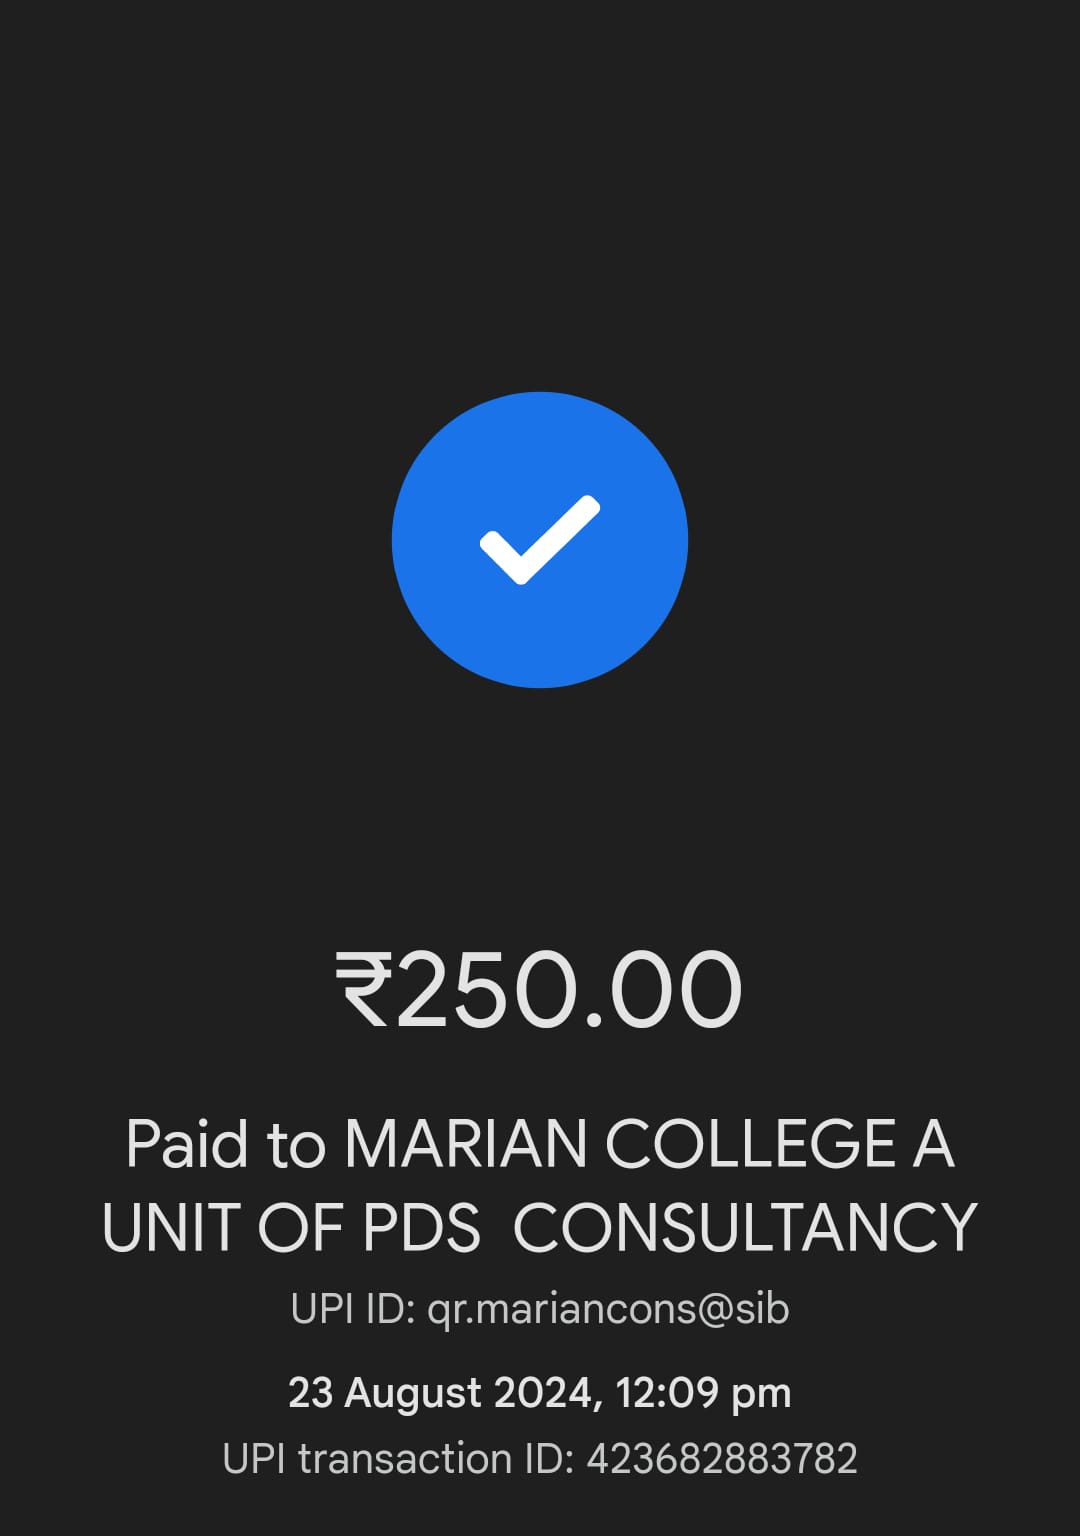 ₹250.00
Paid to MARIAN COLLEGE A
UNIT OF PDS  CONSULTANCY
UPI ID: qr.mariancons@sib
23 August 2024, 12:09 pm
UPI transaction ID: 423682883782